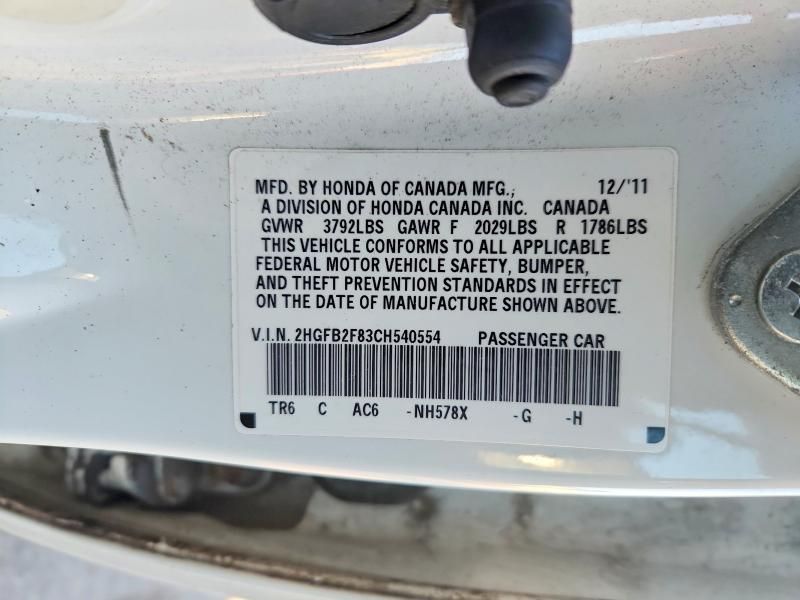 MFD. BY HONDA OF CANADA MFG., 12/'11
A DIVISION OF HONDA CANADA INC. CANADA
GVWR 3792LBS GAWR F 2029LBS R 1786LBS
THIS VEHICLE CONFORMS TO ALL APPLICABLE
FEDERAL MOTOR VEHICLE SAFETY, BUMPER,
AND THEFT PREVENTION STANDARDS IN EFFECT
ON THE DATE OF MANUFACTURE SHOWN ABOVE.
V.I.N. 2HGFB2F83CH540554 PASSENGER CAR
TR6 C AC6 -NH578X -G -H